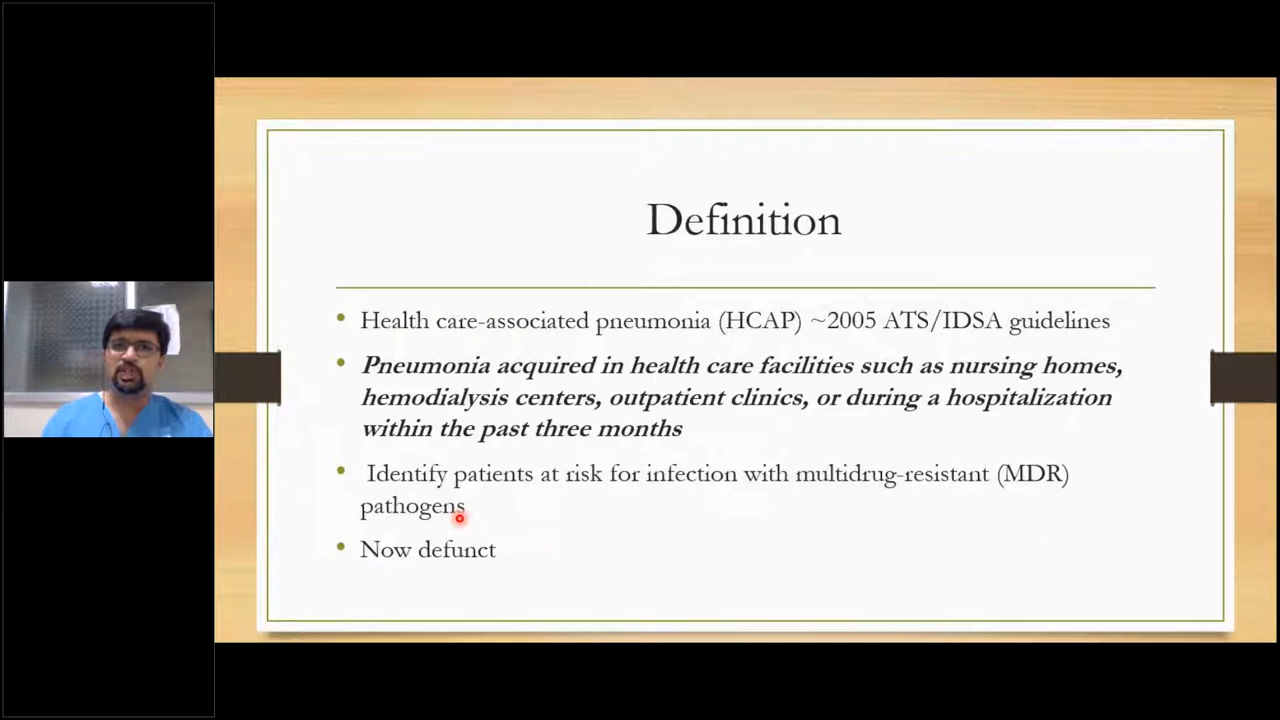 Definition
• Health care-associated pneumonia (HCAP) ~2005 ATS/IDSA guidelines
• Pneumonia acquired in health care facilities such as nursing homes,
hemodialysis centers, outpatient clinics, or during a hospitalization
within the past three months
• Identify patients at risk for infection with multidrug-resistant (MDR)
pathogens
• Now defunct